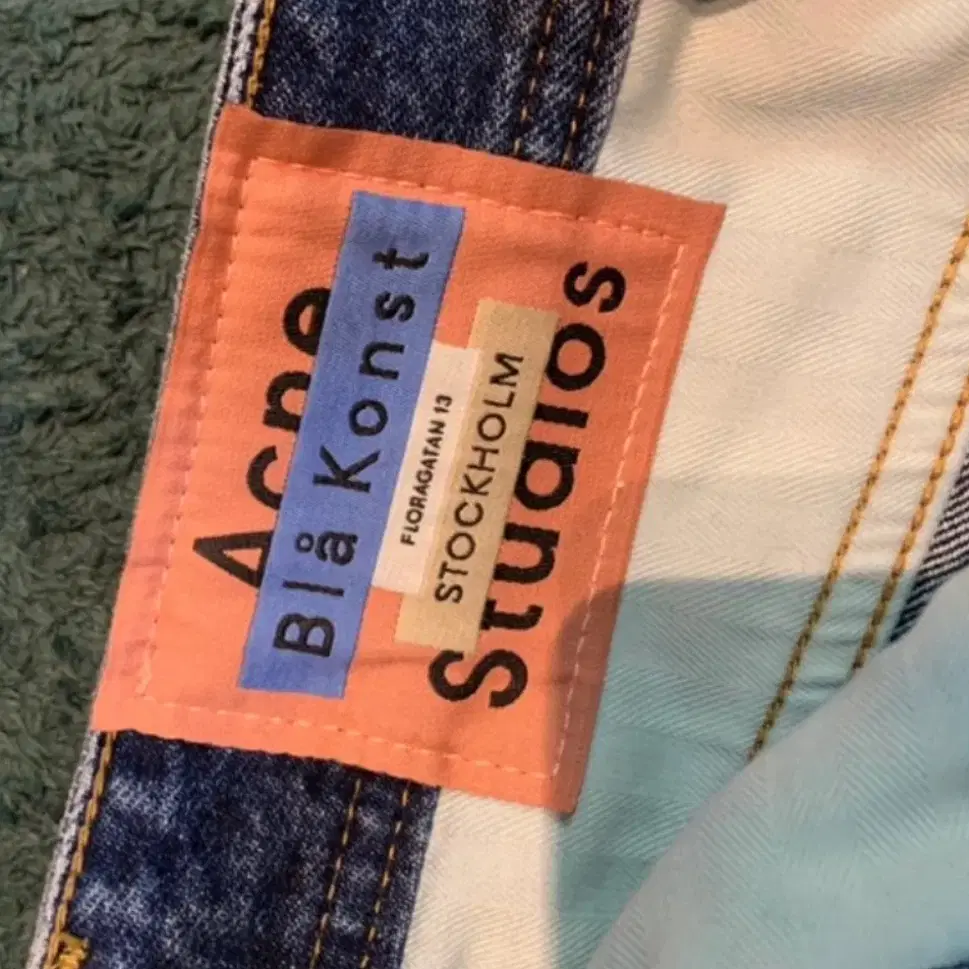 Acne
Blå Konst
FLORAGATAN 13
STOCKHOLM
Studios